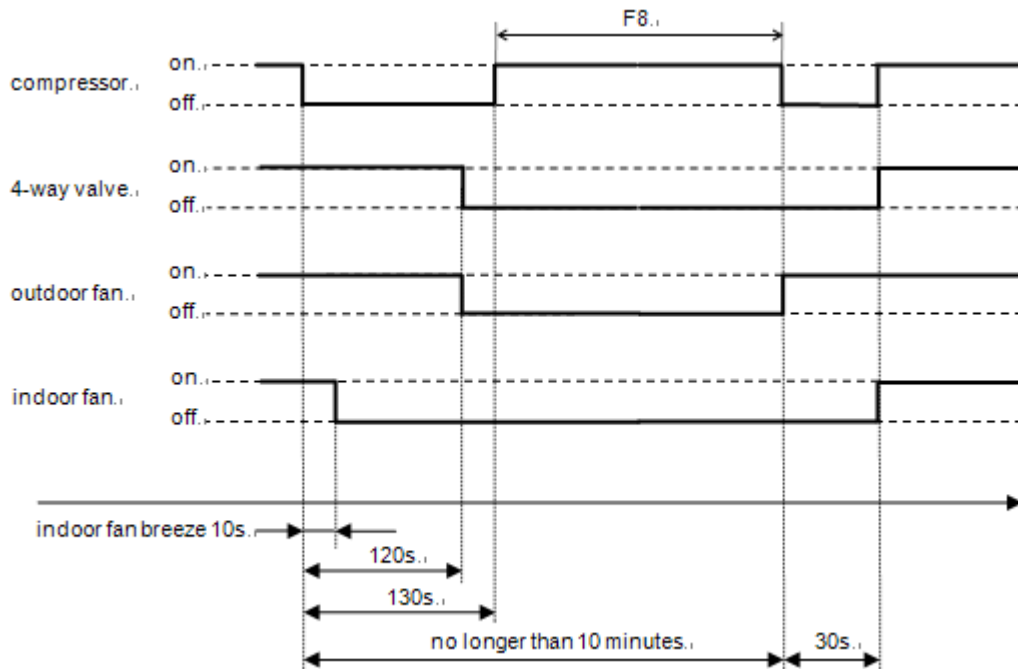 F8.
on.
compressor.
off.
on.
4-way valve.
off.
on.
outdoor fan.
off.
on.
indoor fan.
off.
indoor fan breeze 10s.
120s.
130s.
no longer than 10 minutes.
30s.